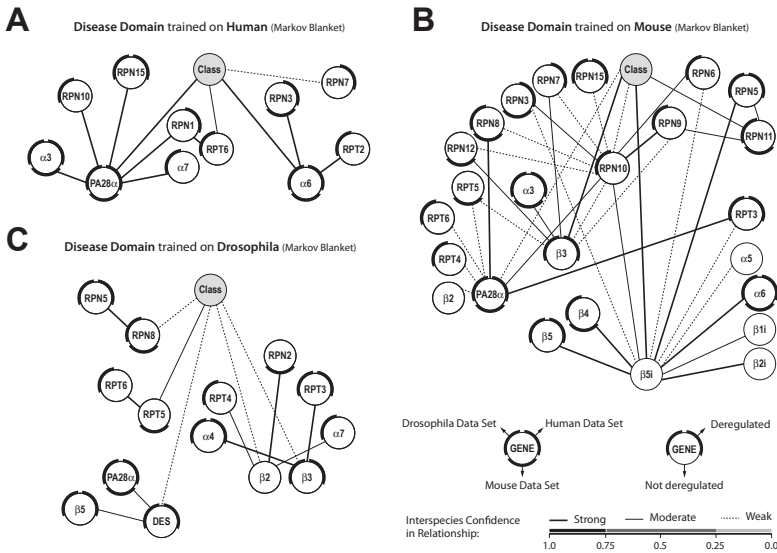 A
Disease Domain trained on Human (Markov Blanket)
Class
RPN15
RPN10
RPN7
RPN3
RPN1
RPT6
RPT2
α3
α7
PA28α
α6
B
Disease Domain trained on Mouse (Markov Blanket)
Class
RPN15
RPN7
RPN6
RPN5
RPN3
RPN8
RPN9
RPN11
RPN12
RPN10
RPT5
α3
RPT6
RPT3
RPT4
β3
α5
β2
PA28α
α6
β4
β1i
β5
β2i
β5i
C
Disease Domain trained on Drosophila (Markov Blanket)
Class
RPN5
RPN8
RPN2
RPT6
RPT5
RPT4
RPT3
α4
α7
PA28α
β2
β3
β5
DES
Drosophila Data Set
Human Data Set
GENE
Mouse Data Set
Deregulated
GENE
Not deregulated
Interspecies Confidence
in Relationship:
Strong
Moderate
Weak
1.0 0.75 0.5 0.25 0.0